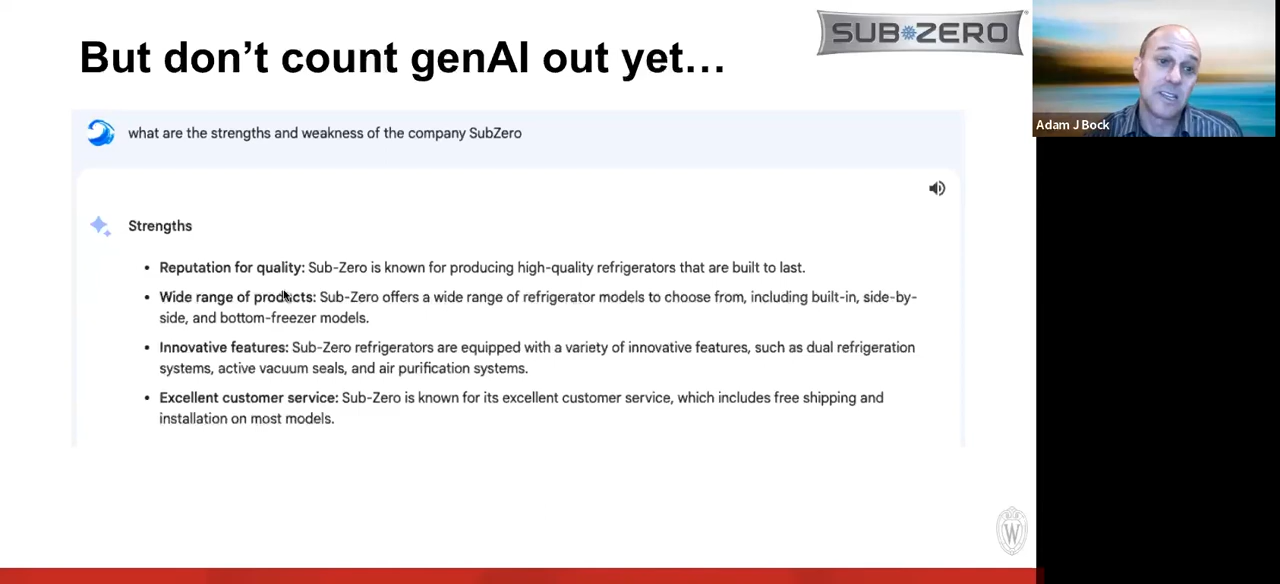 But don’t count genAI out yet…
SUB ZERO
Adam J Bock
what are the strengths and weakness of the company SubZero
Strengths
• Reputation for quality: Sub-Zero is known for producing high-quality refrigerators that are built to last.
• Wide range of products: Sub-Zero offers a wide range of refrigerator models to choose from, including built-in, side-by-
side, and bottom-freezer models.
• Innovative features: Sub-Zero refrigerators are equipped with a variety of innovative features, such as dual refrigeration
systems, active vacuum seals, and air purification systems.
• Excellent customer service: Sub-Zero is known for its excellent customer service, which includes free shipping and
installation on most models.
W